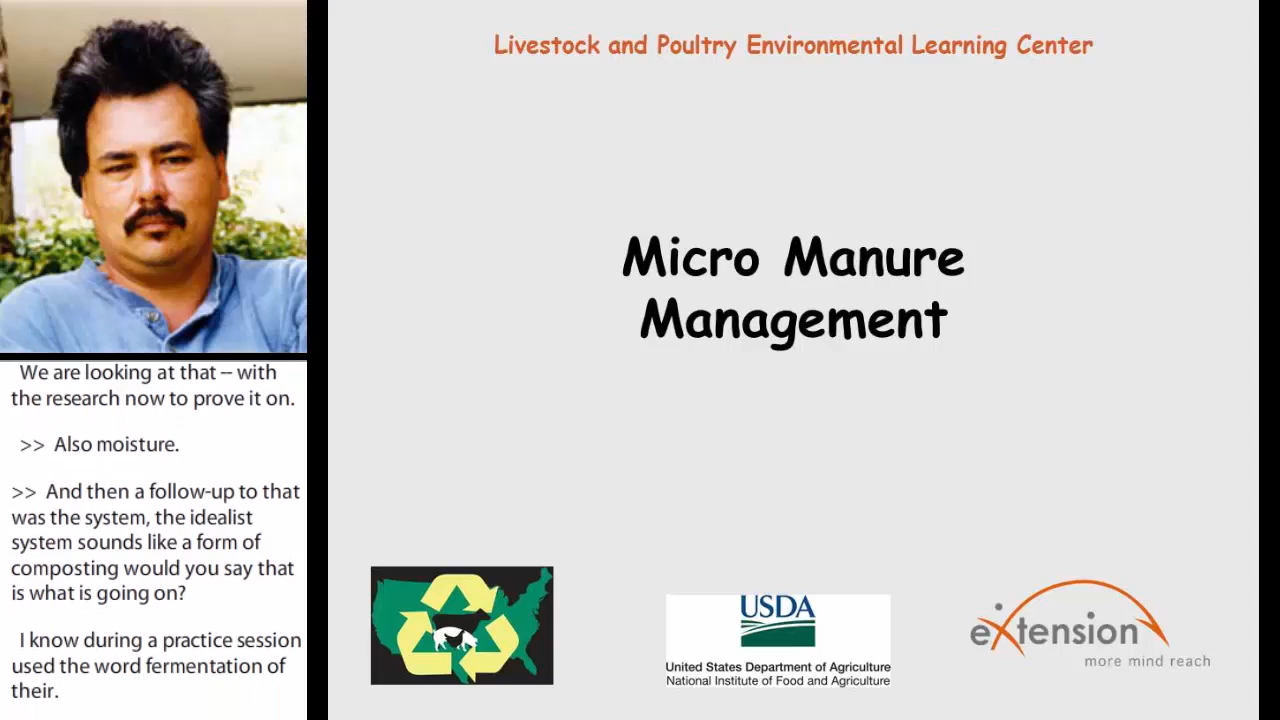 Livestock and Poultry Environmental Learning Center
Micro Manure
Management
We are looking at that -- with
the research now to prove it on.
>> Also moisture.
>> And then a follow-up to that
was the system, the idealist
system sounds like a form of
composting would you say that
is what is going on?
I know during a practice session
used the word fermentation of
their.
USDA
United States Department of Agriculture
National Institute of Food and Agriculture
eXtension
more mind reach